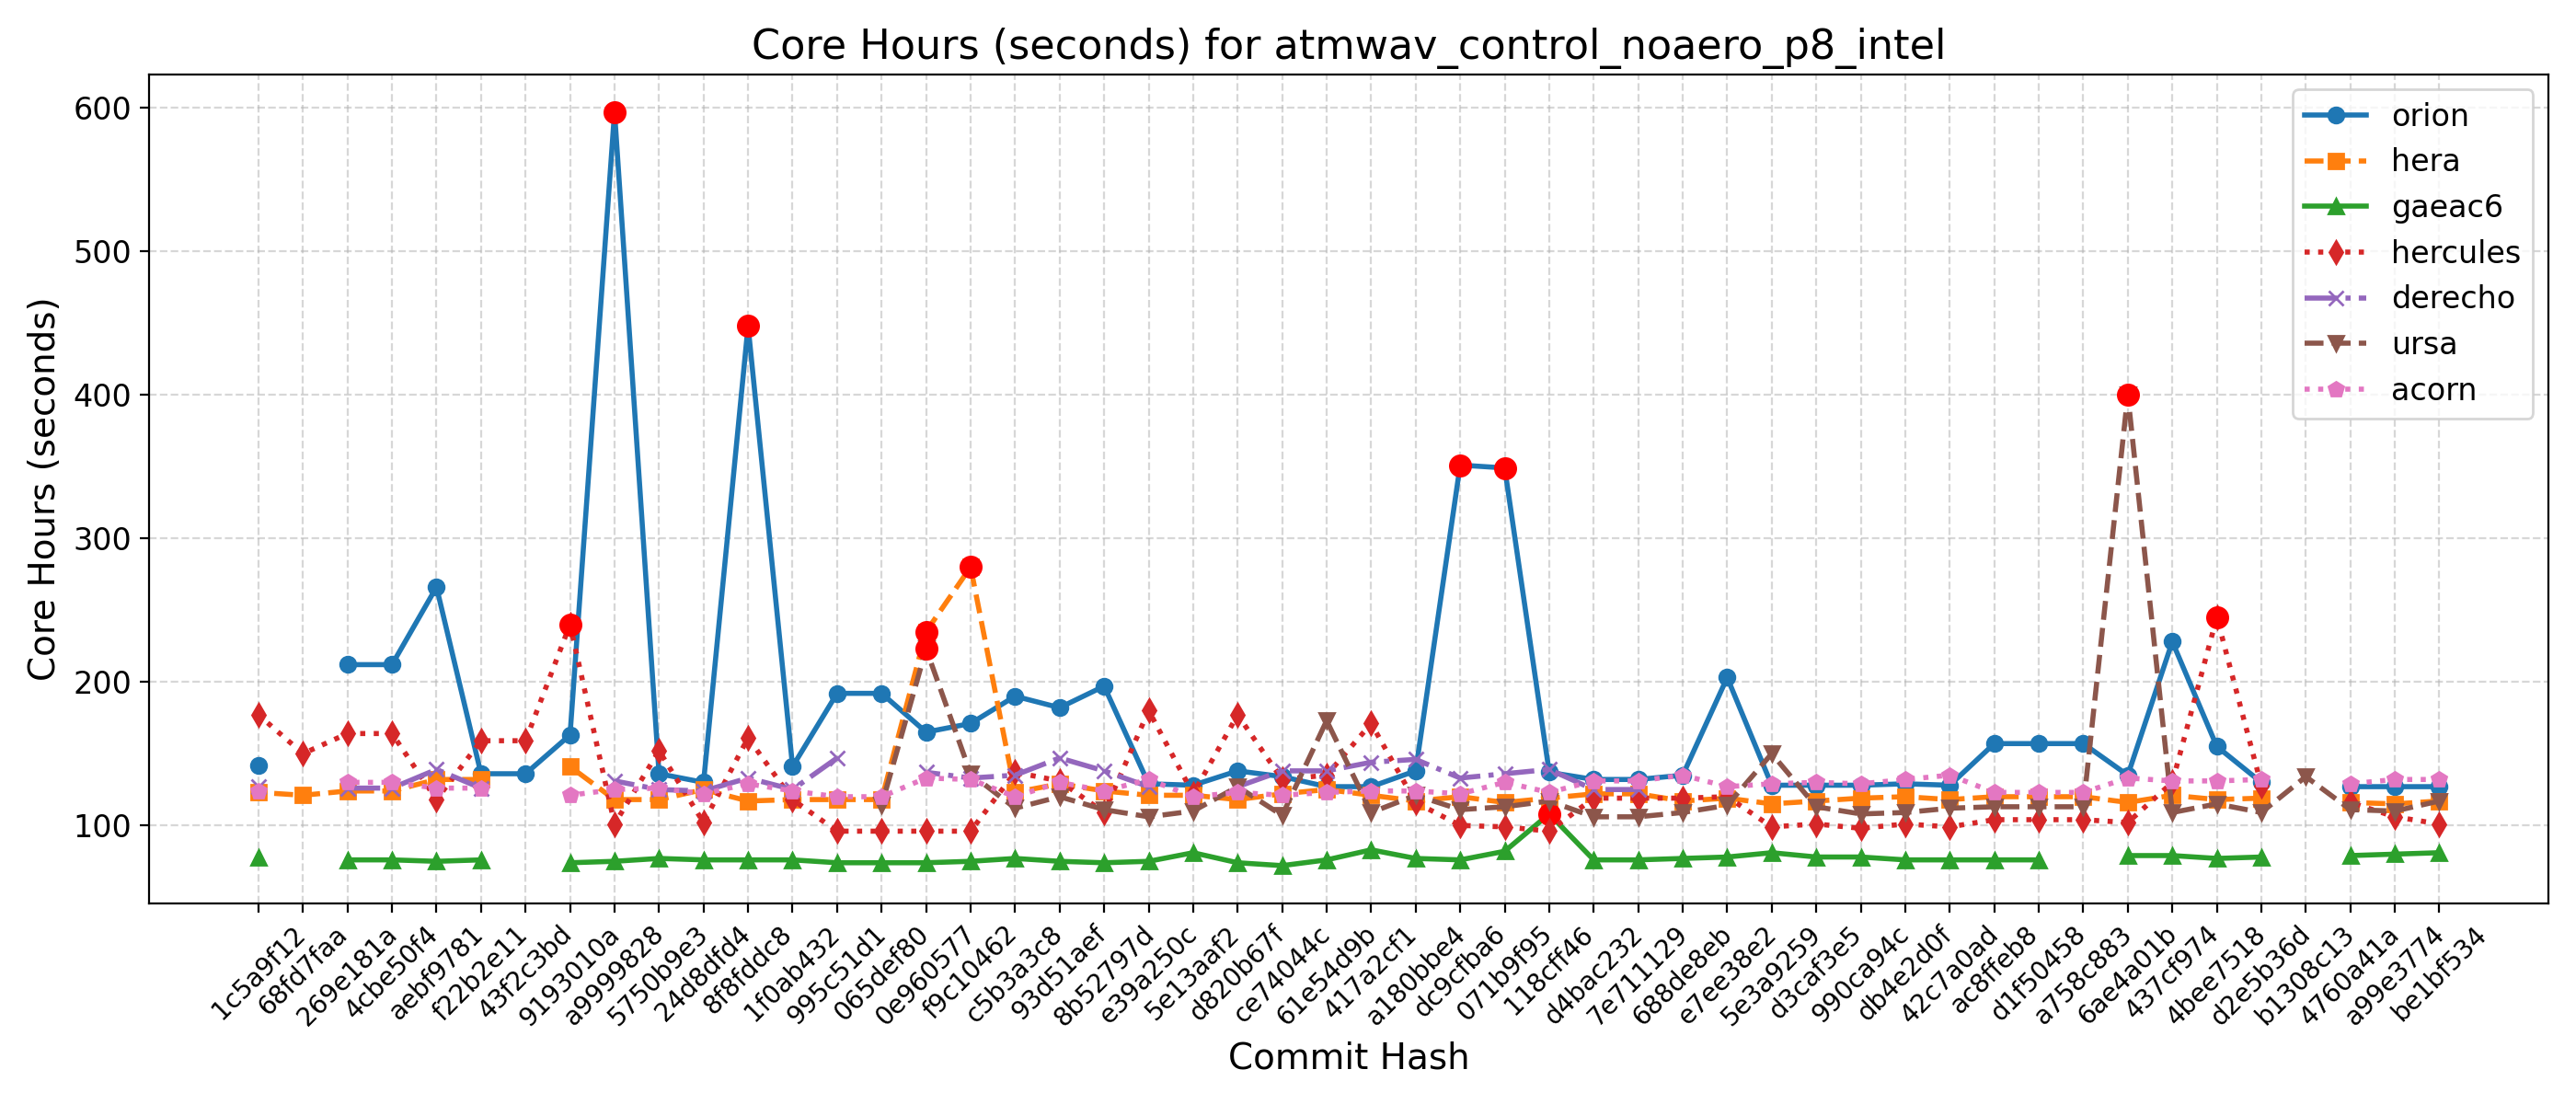 Core Hours (seconds) for atmwav_control_noaero_p8_intel
Core Hours (seconds)
600
500
400
300
200
100
orion
hera
gaeac6
hercules
derecho
ursa
acorn
1c5a9f12
68fd7faa
269e181a
4cbe50f4
aebf9781
f22b2e11
43f2c3bd
9193010a
a9999828
5750b9e3
24d8dfd4
8f8fddc8
1f0ab432
995c51d1
065def80
0e960577
f9c10462
c5b3a3c8
93d51aef
8b52797d
e39a250c
5e13aaf2
d820b67f
ce74044c
61e54d9b
417a2cf1
a180bbe4
dc9cfba6
071b9f95
118cff46
d4bac232
7e711129
688de8eb
e7ee38e2
5e3a9259
d3caf3e5
990ca94c
db4e2d0f
42c7a0ad
ac8ffeb8
d1f50458
a758c883
6ae4a01b
437cf974
4bee7518
d2e5b36d
b1308c13
4760a41a
a99e3774
be1bf534
Commit Hash